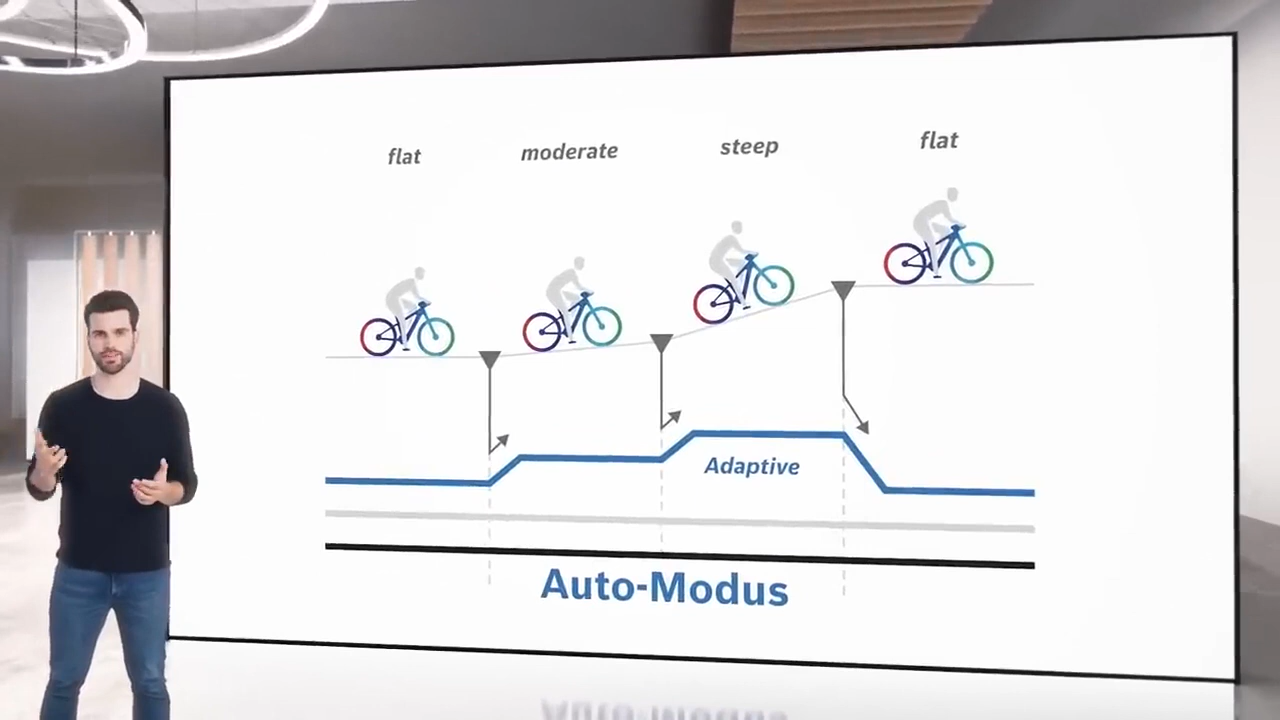 flat
moderate
steep
flat
Adaptive
Auto-Modus